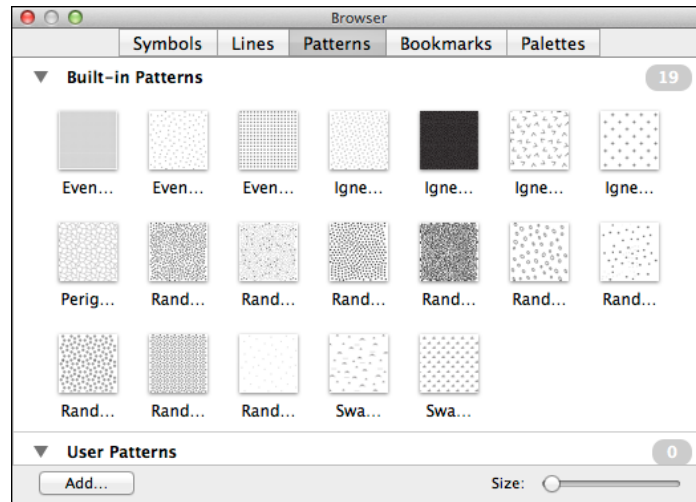 Browser
Symbols Lines Patterns Bookmarks Palettes
Built-in Patterns 19
Even... Even... Even... Igne... Igne... Igne... Igne...
Perig... Rand... Rand... Rand... Rand... Rand... Rand...
Rand... Rand... Rand... Swa... Swa...
User Patterns 0
Add... Size: